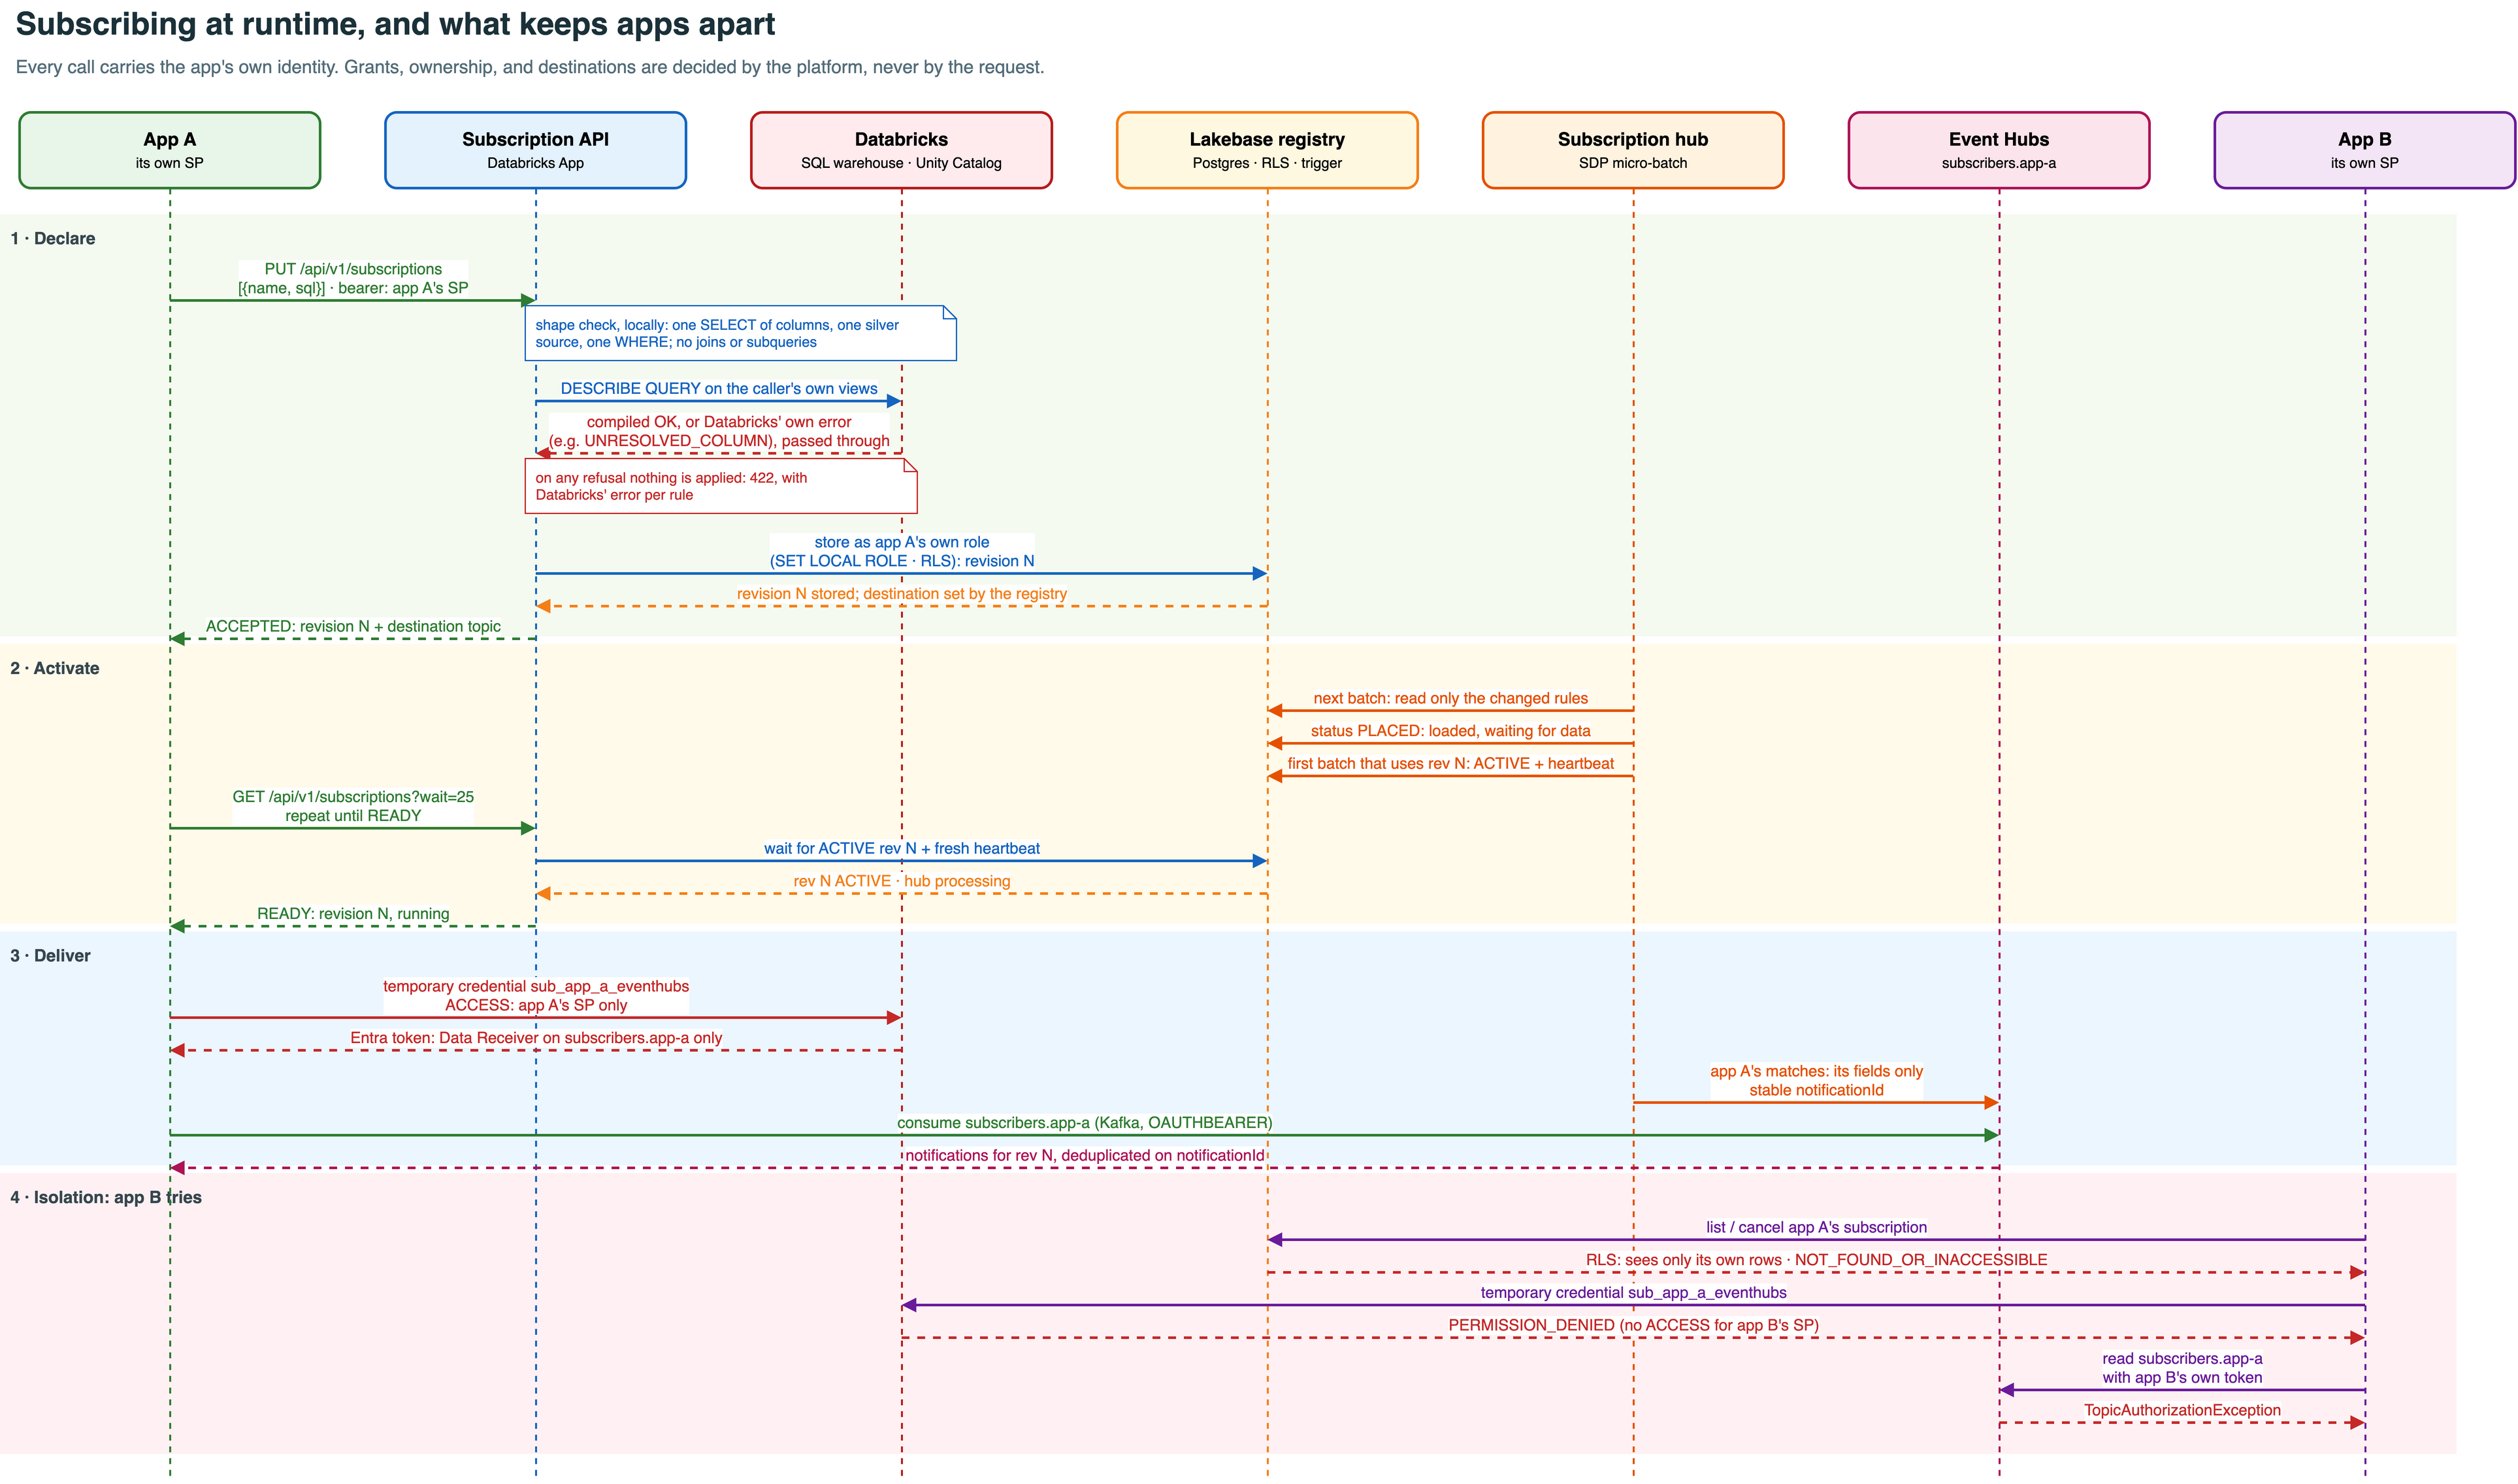 Subscribing at runtime, and what keeps apps apart
Every call carries the app's own identity. Grants, ownership, and destinations are decided by the platform, never by the request.
App A
its own SP
Subscription API
Databricks App
Databricks
SQL warehouse · Unity Catalog
Lakebase registry
Postgres · RLS · trigger
Subscription hub
SDP micro-batch
Event Hubs
subscribers.app-a
App B
its own SP
1 · Declare
PUT /api/v1/subscriptions
[{name, sql}] · bearer: app A's SP
shape check, locally: one SELECT of columns, one silver
source, one WHERE; no joins or subqueries
DESCRIBE QUERY on the caller's own views
compiled OK, or Databricks' own error
(e.g. UNRESOLVED_COLUMN), passed through
on any refusal nothing is applied: 422, with
Databricks' error per rule
store as app A's own role
(SET LOCAL ROLE · RLS): revision N
revision N stored; destination set by the registry
ACCEPTED: revision N + destination topic
2 · Activate
next batch: read only the changed rules
status PLACED: loaded, waiting for data
first batch that uses rev N: ACTIVE + heartbeat
GET /api/v1/subscriptions?wait=25
repeat until READY
wait for ACTIVE rev N + fresh heartbeat
rev N ACTIVE · hub processing
READY: revision N, running
3 · Deliver
temporary credential sub_app_a_eventhubs
ACCESS: app A's SP only
Entra token: Data Receiver on subscribers.app-a only
app A's matches: its fields only
stable notificationId
consume subscribers.app-a (Kafka, OAUTHBEARER)
notifications for rev N, deduplicated on notificationId
4 · Isolation: app B tries
list / cancel app A's subscription
RLS: sees only its own rows · NOT_FOUND_OR_INACCESSIBLE
temporary credential sub_app_a_eventhubs
PERMISSION_DENIED (no ACCESS for app B's SP)
read subscribers.app-a
with app B's own token
TopicAuthorizationException